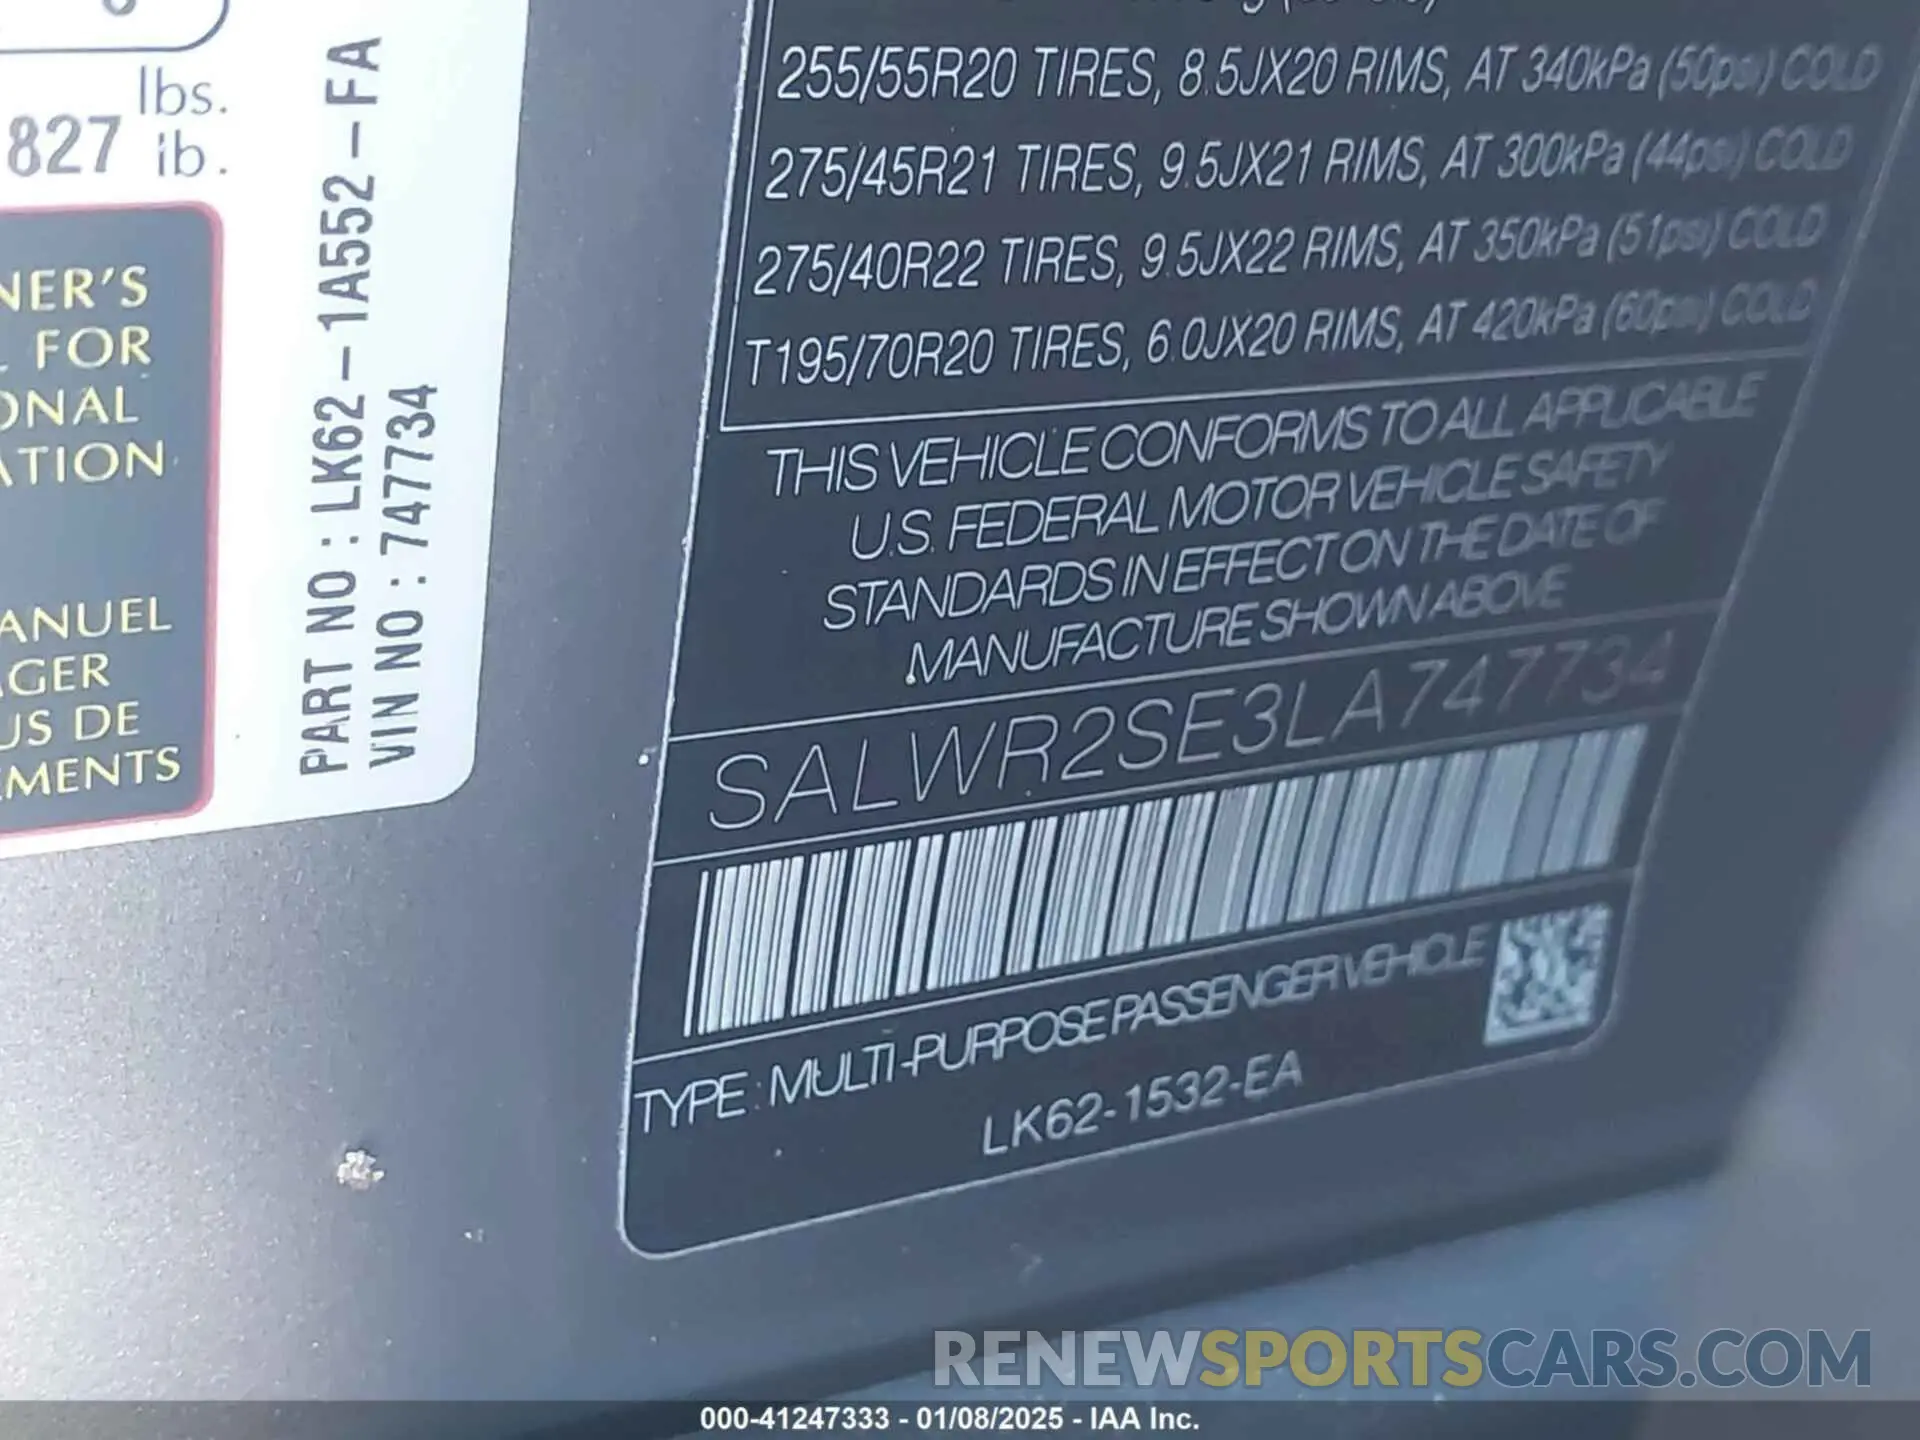 lbs.
827 ib.
NER'S
FOR
ONAL
ATION
ANUEL
AGER
US DE
EMENTS
PART NO : LK62-1A552-FA
VIN NO : 747734
255/55R20 TIRES, 8.5JX20 RIMS, AT 340kPa (50psi) COLD
275/45R21 TIRES, 9.5JX21 RIMS, AT 300kPa (44psi) COLD
275/40R22 TIRES, 9.5JX22 RIMS, AT 350kPa (51psi) COLD
T195/70R20 TIRES, 6.0JX20 RIMS, AT 420kPa (60psi) COLD
THIS VEHICLE CONFORMS TO ALL APPLICABLE
U.S. FEDERAL MOTOR VEHICLE SAFETY
STANDARDS IN EFFECT ON THE DATE OF
MANUFACTURE SHOWN ABOVE
SALWR2SE3LA747734
TYPE: MULTI-PURPOSE PASSENGER VEHICLE
LK62-1532-EA
RENEWSPORTSCARS.COM
000-41247333 - 01/08/2025 - IAA Inc.